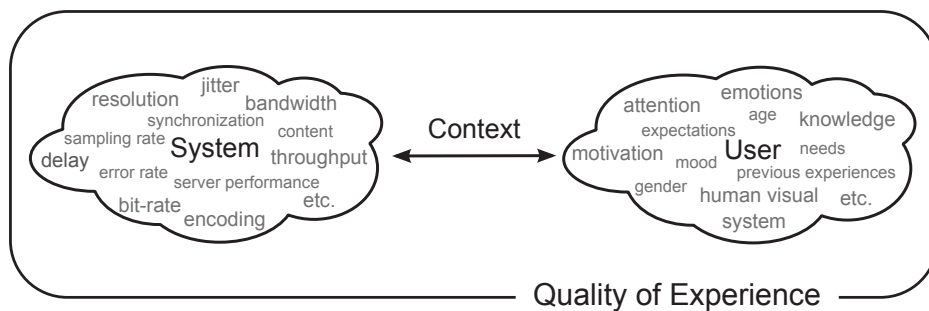 jitter
resolution
bandwidth
synchronization
sampling rate
content
System
delay
throughput
error rate
server performance
bit-rate
etc.
encoding
Context
emotions
attention
age
knowledge
expectations
User
needs
motivation
mood
previous experiences
gender
human visual
system
etc.
Quality of Experience